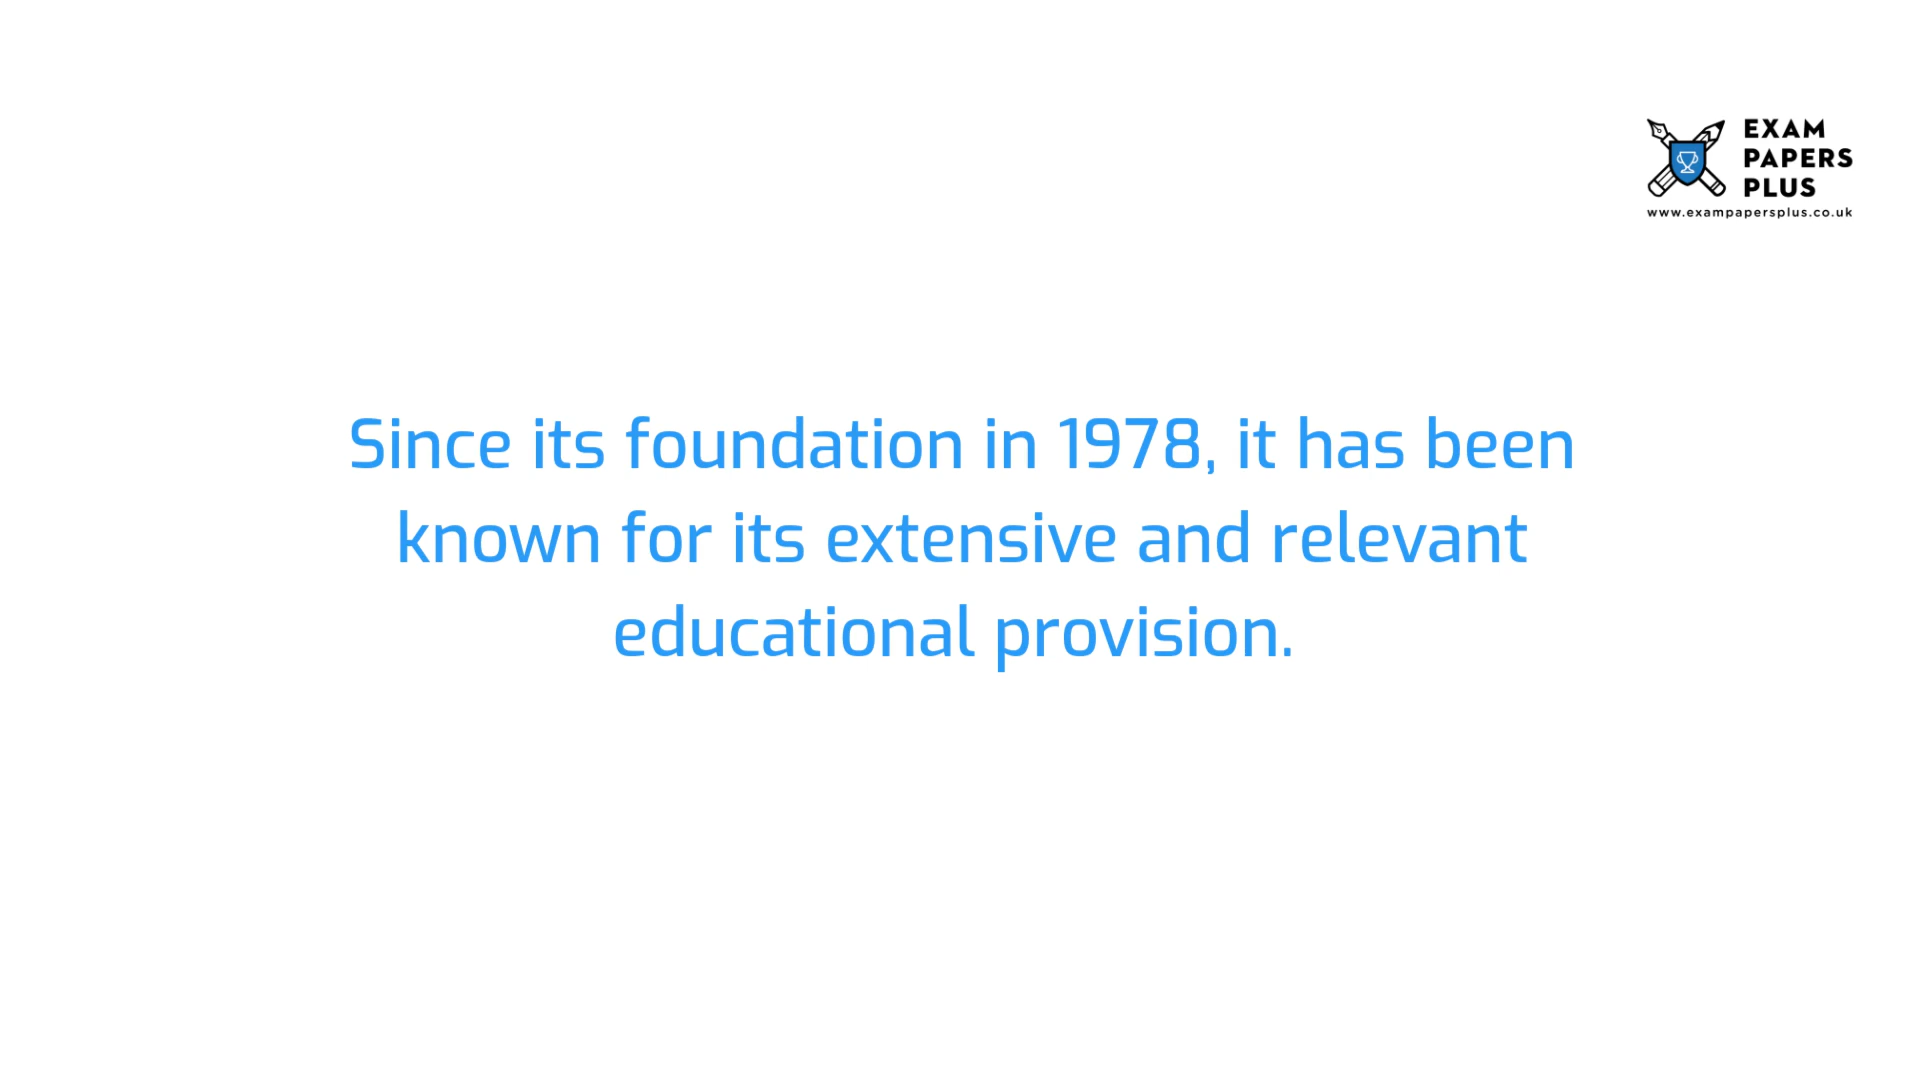 EXAM
PAPERS
PLUS
www.exampapersplus.co.uk
Since its foundation in 1978, it has been
known for its extensive and relevant
educational provision.